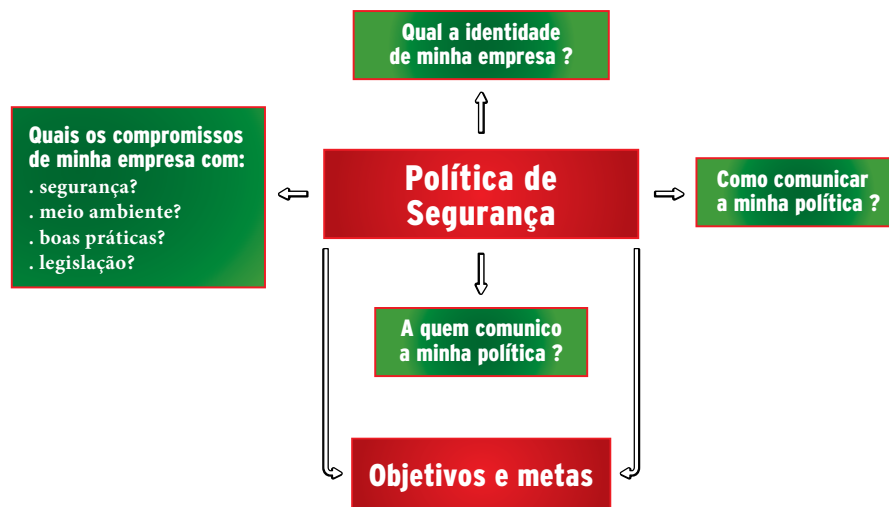 Qual a identidade
de minha empresa ?
Quais os compromissos
de minha empresa com:
. segurança?
. meio ambiente?
. boas práticas?
. legislação?
Política de
Segurança
Como comunicar
a minha política ?
A quem comunico
a minha política ?
Objetivos e metas